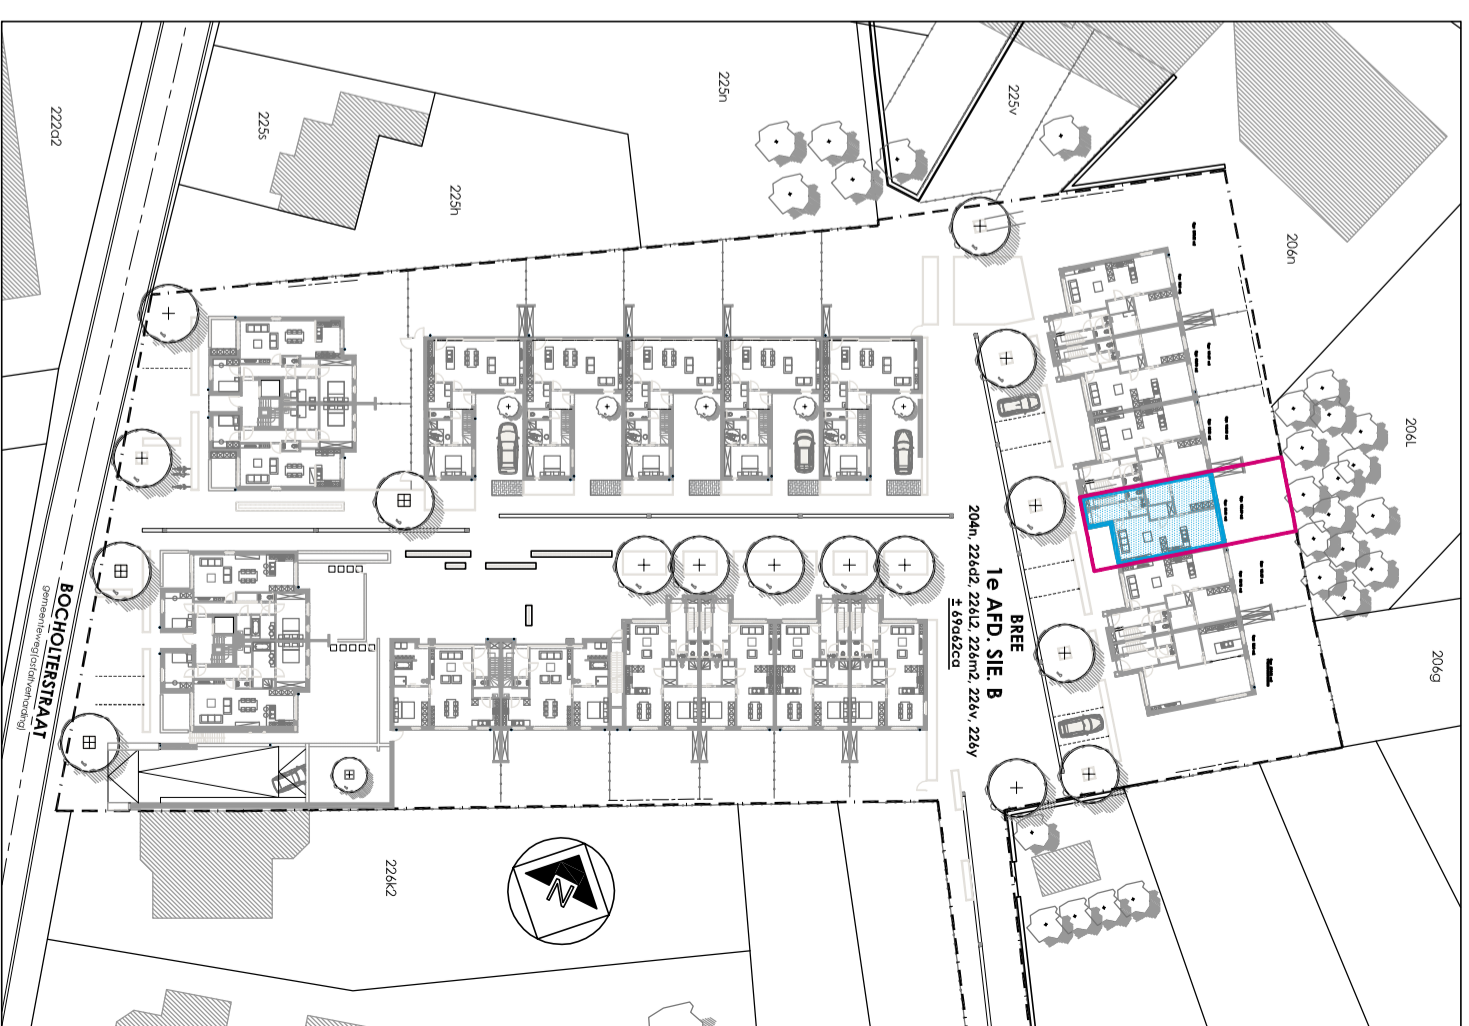 222a2
225s
225h
225n
225v
206n
206L
206g
BREE
1e AFD. SIE. B
204n, 226d2, 226L2, 226m2, 226v, 226y
± 69a62ca
BOCHOLTERSTRAAT
gemeenteweg(asfaltverharding)
226k2
N